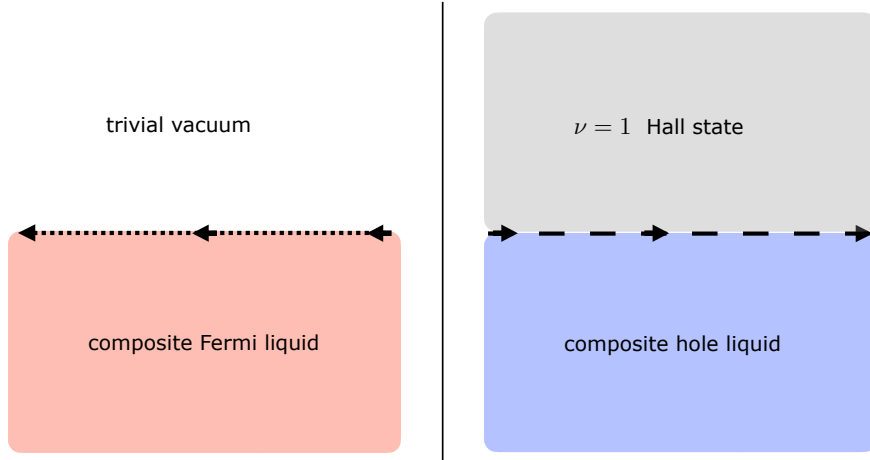 trivial vacuum
ν = 1 Hall state
composite Fermi liquid
composite hole liquid